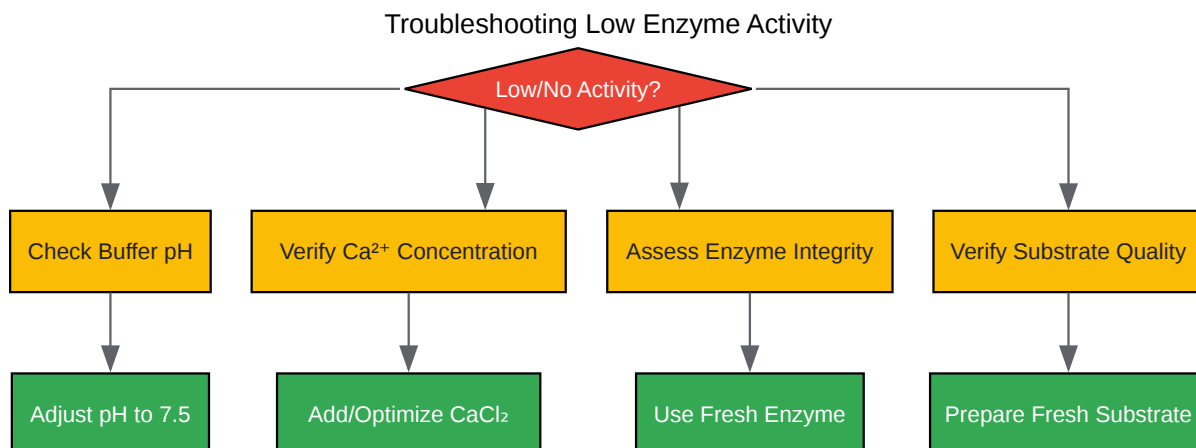 Troubleshooting Low Enzyme Activity
Low/No Activity?
Check Buffer pH
Verify Ca²⁺ Concentration
Assess Enzyme Integrity
Verify Substrate Quality
Adjust pH to 7.5
Add/Optimize CaCl₂
Use Fresh Enzyme
Prepare Fresh Substrate